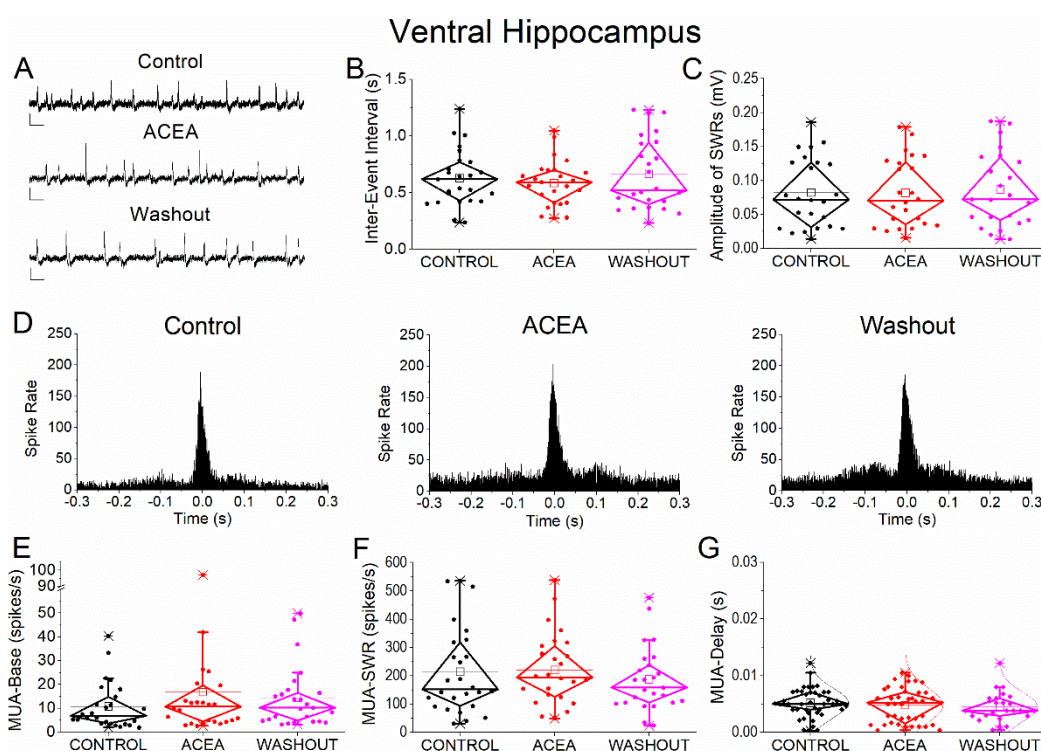 Ventral Hippocampus
A
Control
ACEA
Washout
B
Inter-Event Interval (s)
1.5
1.0
0.5
0.0
CONTROL ACEA WASHOUT
C
Amplitude of SWRs (mV)
0.25
0.20
0.15
0.10
0.05
0.00
CONTROL ACEA WASHOUT
D
Control
Spike Rate
250
200
150
100
50
0
-0.3 -0.2 -0.1 0.0 0.1 0.2 0.3
Time (s)
ACEA
Spike Rate
250
200
150
100
50
0
-0.3 -0.2 -0.1 0.0 0.1 0.2 0.3
Time (s)
Washout
Spike Rate
250
200
150
100
50
0
-0.3 -0.2 -0.1 0.0 0.1 0.2 0.3
Time (s)
E
MUA-Base (spikes/s)
100
90
50
40
30
20
10
0
CONTROL ACEA WASHOUT
F
MUA-SWR (spikes/s)
600
500
400
300
200
100
0
CONTROL ACEA WASHOUT
G
MUA-Delay (s)
0.03
0.02
0.01
0.00
CONTROL ACEA WASHOUT